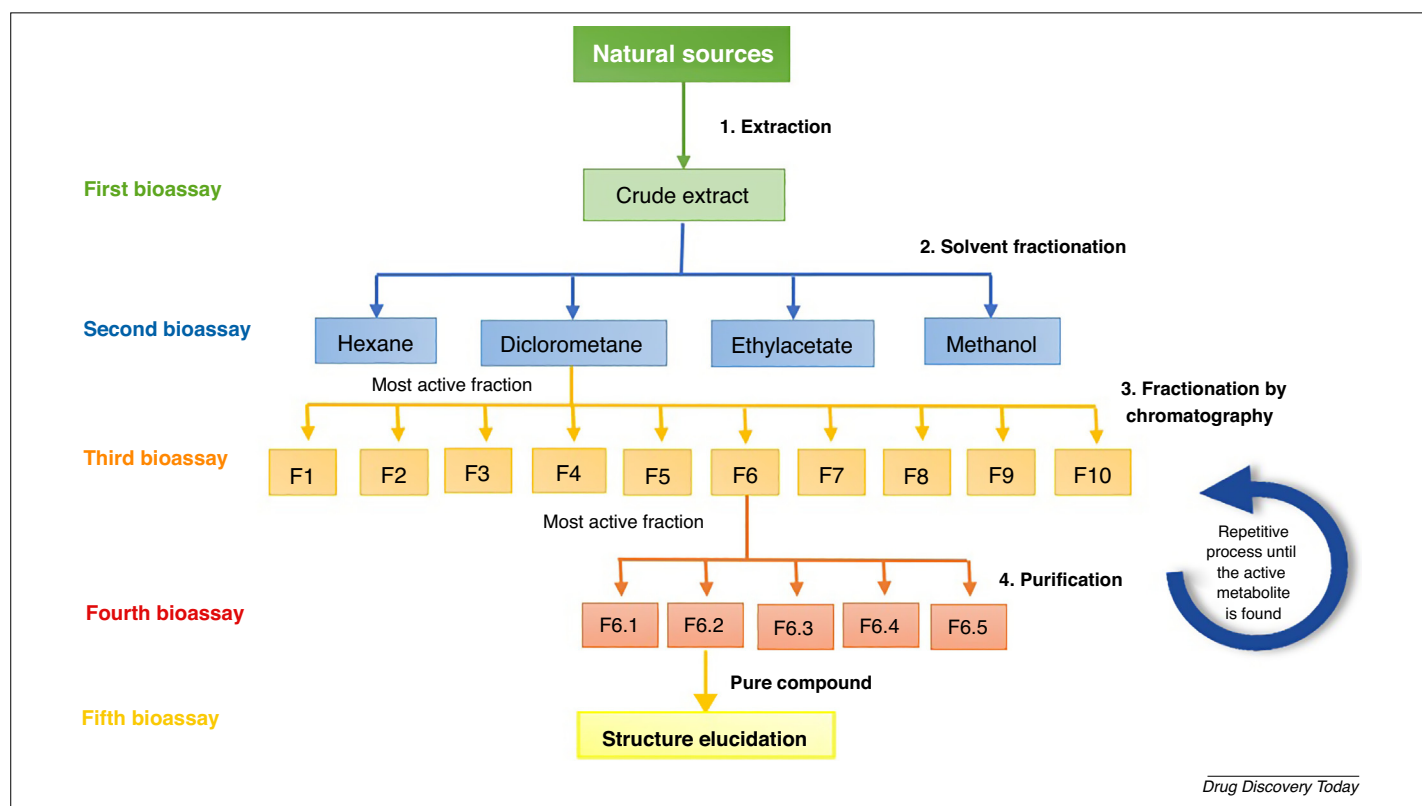 Natural sources
1. Extraction
First bioassay
Crude extract
2. Solvent fractionation
Second bioassay
Hexane
Diclorometane
Ethylacetate
Methanol
Most active fraction
3. Fractionation by
chromatography
Third bioassay
F1
F2
F3
F4
F5
F6
F7
F8
F9
F10
Most active fraction
Repetitive
process until
the active
metabolite
is found
4. Purification
Fourth bioassay
F6.1
F6.2
F6.3
F6.4
F6.5
Pure compound
Fifth bioassay
Structure elucidation
Drug Discovery Today